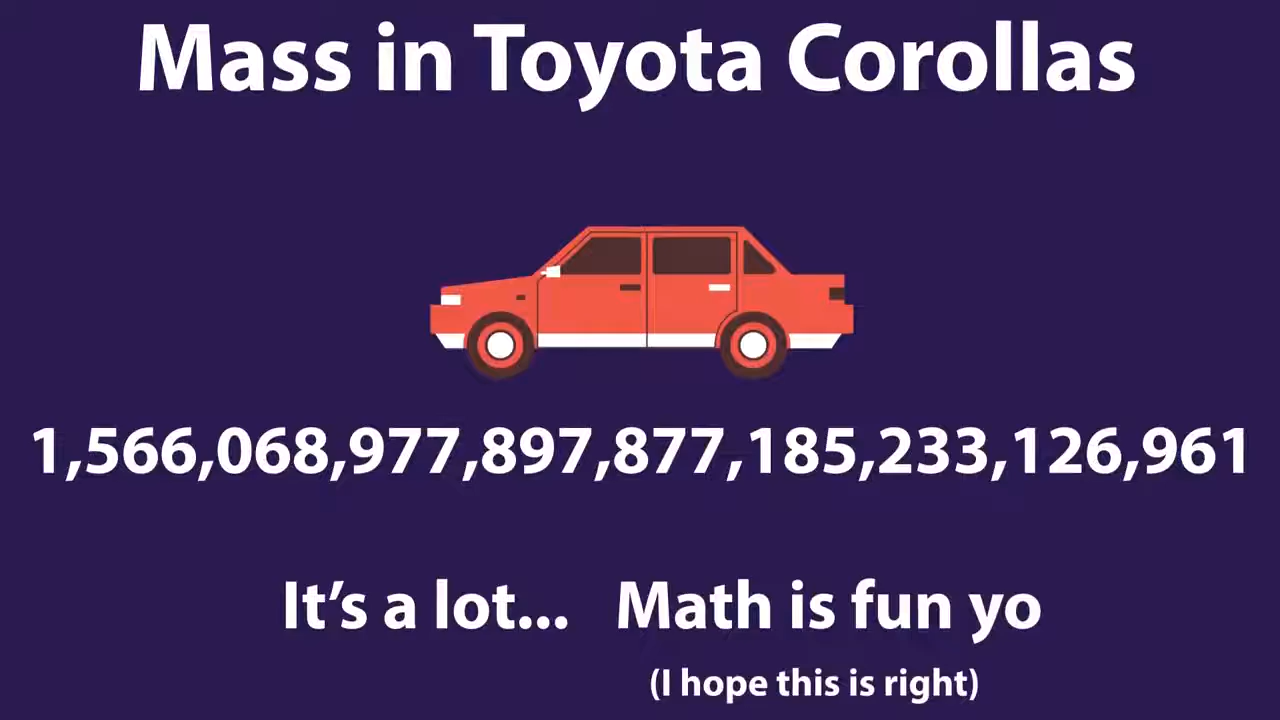 Mass in Toyota Corollas
1,566,068,977,897,877,185,233,126,961
It’s a lot... Math is fun yo
(I hope this is right)